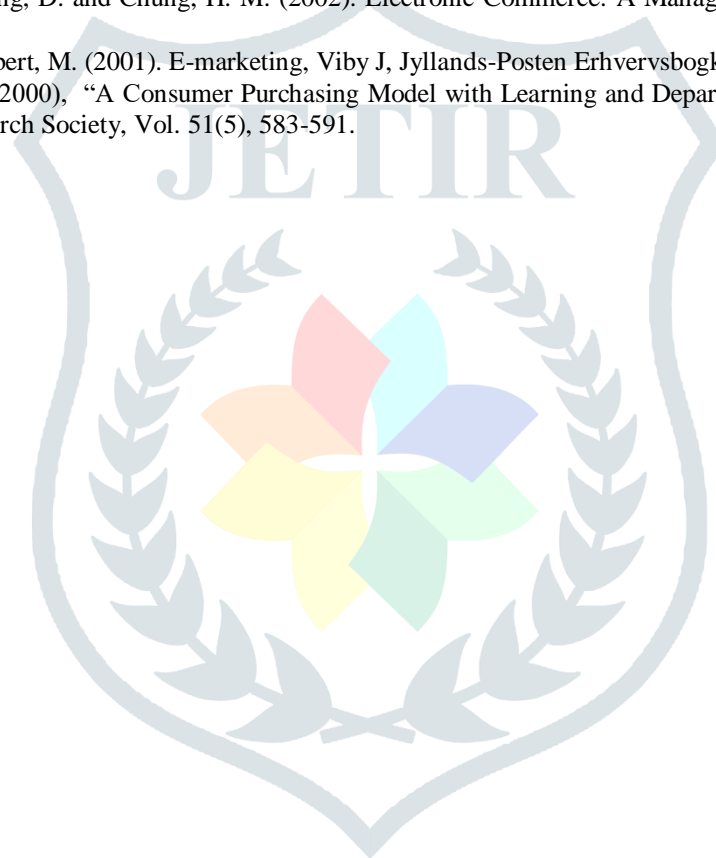 ng, D. and Chung, H. M. (2002). Electronic Commerce: A Manag
bert, M. (2001). E-marketing, Viby J, Jyllands-Posten Erhvervsbogk
2000), “A Consumer Purchasing Model with Learning and Depar
rch Society, Vol. 51(5), 583-591.
JETIR